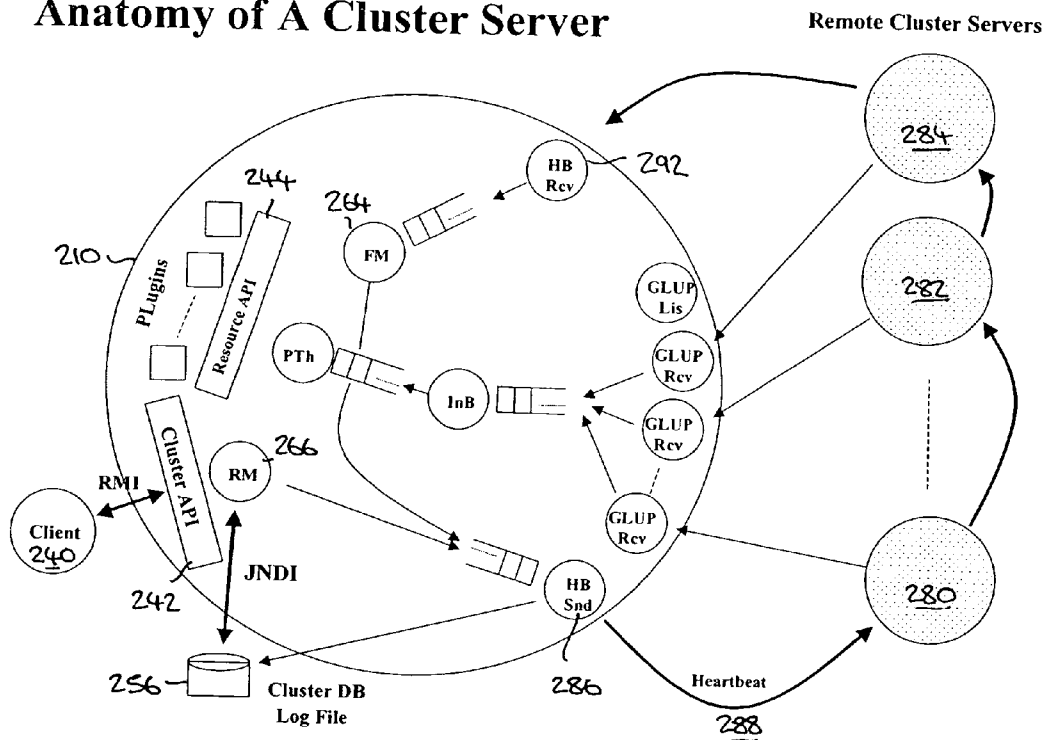 Anatomy of A Cluster Server
Remote Cluster Servers
284
292
HB
Rcv
244
264
210
PLugins
Resource API
FM
282
GLUP
Lis
PTh
GLUP
Rcv
InB
GLUP
Rcv
266
RM
Cluster API
RMI
Client
240
GLUP
Rcv
JNDI
242
HB
Snd
280
256
Cluster DB
Log File
286
Heartbeat
288